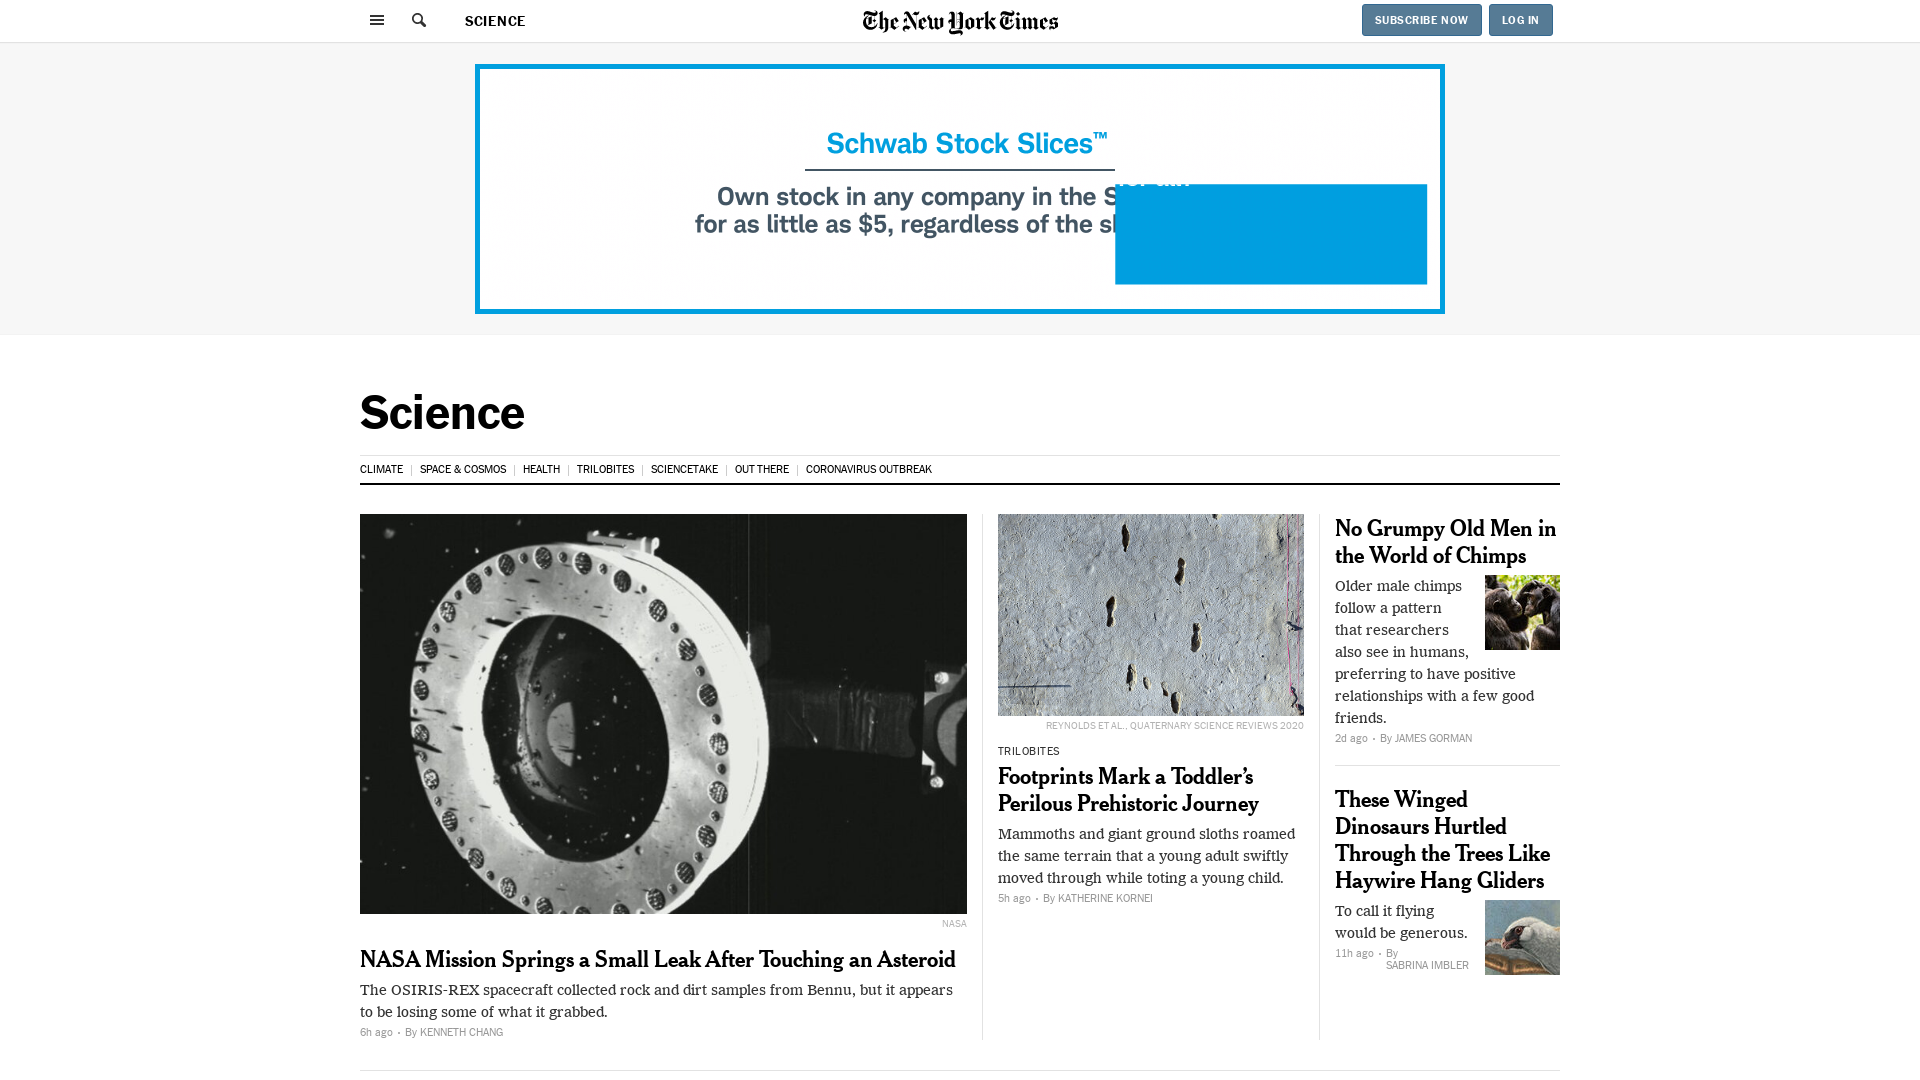 SCIENCE
The New York Times
SUBSCRIBE NOW
LOG IN
Schwab Stock Slices™
Own stock in any company in the S
for as little as $5, regardless of the
Science
CLIMATE
SPACE & COSMOS
HEALTH
TRILOBITES
SCIENCETAKE
OUT THERE
CORONAVIRUS OUTBREAK
NASA
NASA Mission Springs a Small Leak After Touching an Asteroid
The OSIRIS-REX spacecraft collected rock and dirt samples from Bennu, but it appears
to be losing some of what it grabbed.
6h ago • By KENNETH CHANG
REYNOLDS ET AL., QUATERNARY SCIENCE REVIEWS 2020
TRILOBITES
Footprints Mark a Toddler’s
Perilous Prehistoric Journey
Mammoths and giant ground sloths roamed
the same terrain that a young adult swiftly
moved through while toting a young child.
5h ago • By KATHERINE KORNEI
No Grumpy Old Men in
the World of Chimps
Older male chimps
follow a pattern
that researchers
also see in humans,
preferring to have positive
relationships with a few good
friends.
2d ago • By JAMES GORMAN
These Winged
Dinosaurs Hurtled
Through the Trees Like
Haywire Hang Gliders
To call it flying
would be generous.
11h ago • By
SABRINA IMBLER